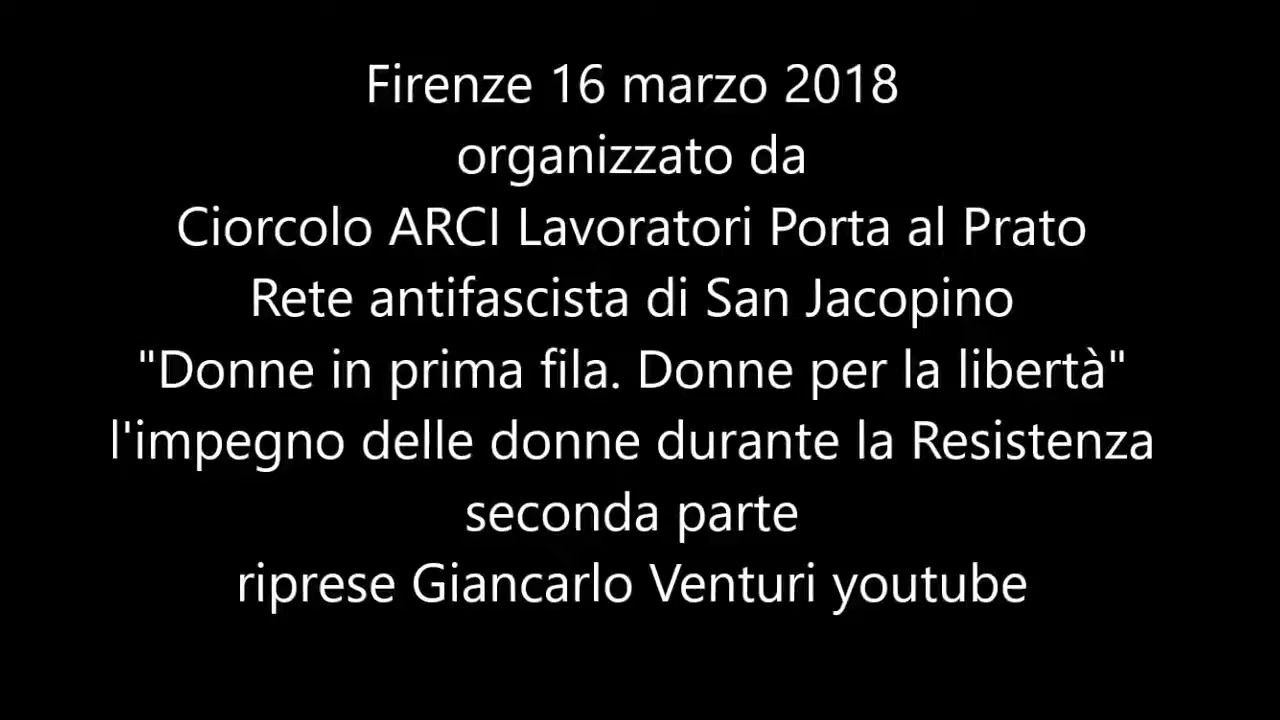 Firenze 16 marzo 2018
organizzato da
Ciorcolo ARCI Lavoratori Porta al Prato
Rete antifascista di San Jacopino
"Donne in prima fila. Donne per la libertà"
l'impegno delle donne durante la Resistenza
seconda parte
riprese Giancarlo Venturi youtube